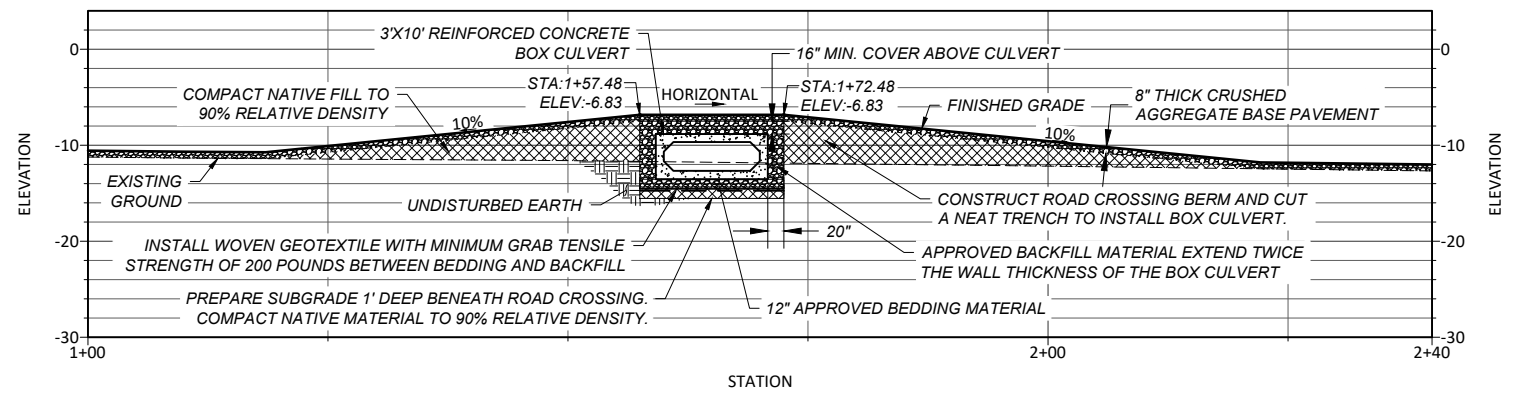 3'X10' REINFORCED CONCRETE
BOX CULVERT
16" MIN. COVER ABOVE CULVERT
STA:1+57.48
ELEV:-6.83
HORIZONTAL
STA:1+72.48
ELEV:-6.83
COMPACT NATIVE FILL TO
90% RELATIVE DENSITY
10%
FINISHED GRADE
8" THICK CRUSHED
AGGREGATE BASE PAVEMENT
10%
EXISTING
GROUND
UNDISTURBED EARTH
CONSTRUCT ROAD CROSSING BERM AND CUT
A NEAT TRENCH TO INSTALL BOX CULVERT.
20"
INSTALL WOVEN GEOTEXTILE WITH MINIMUM GRAB TENSILE
STRENGTH OF 200 POUNDS BETWEEN BEDDING AND BACKFILL
APPROVED BACKFILL MATERIAL EXTEND TWICE
THE WALL THICKNESS OF THE BOX CULVERT
PREPARE SUBGRADE 1' DEEP BENEATH ROAD CROSSING.
COMPACT NATIVE MATERIAL TO 90% RELATIVE DENSITY.
12" APPROVED BEDDING MATERIAL
ELEVATION
0
-10
-20
-30
0
-10
-20
-30
ELEVATION
1+00
2+00
2+40
STATION